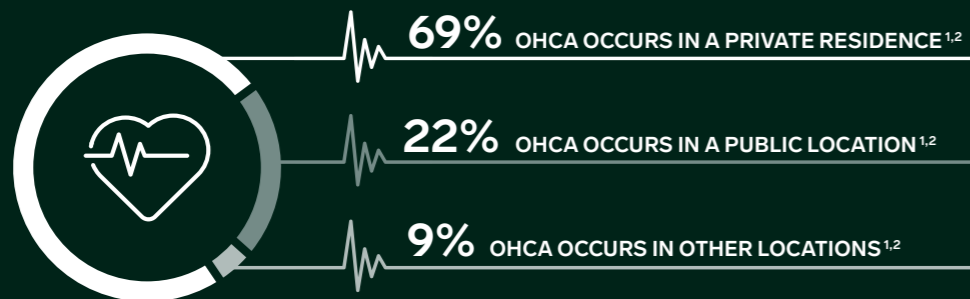 69% OHCA OCCURS IN A PRIVATE RESIDENCE 1,2
22% OHCA OCCURS IN A PUBLIC LOCATION 1,2
9% OHCA OCCURS IN OTHER LOCATIONS 1,2